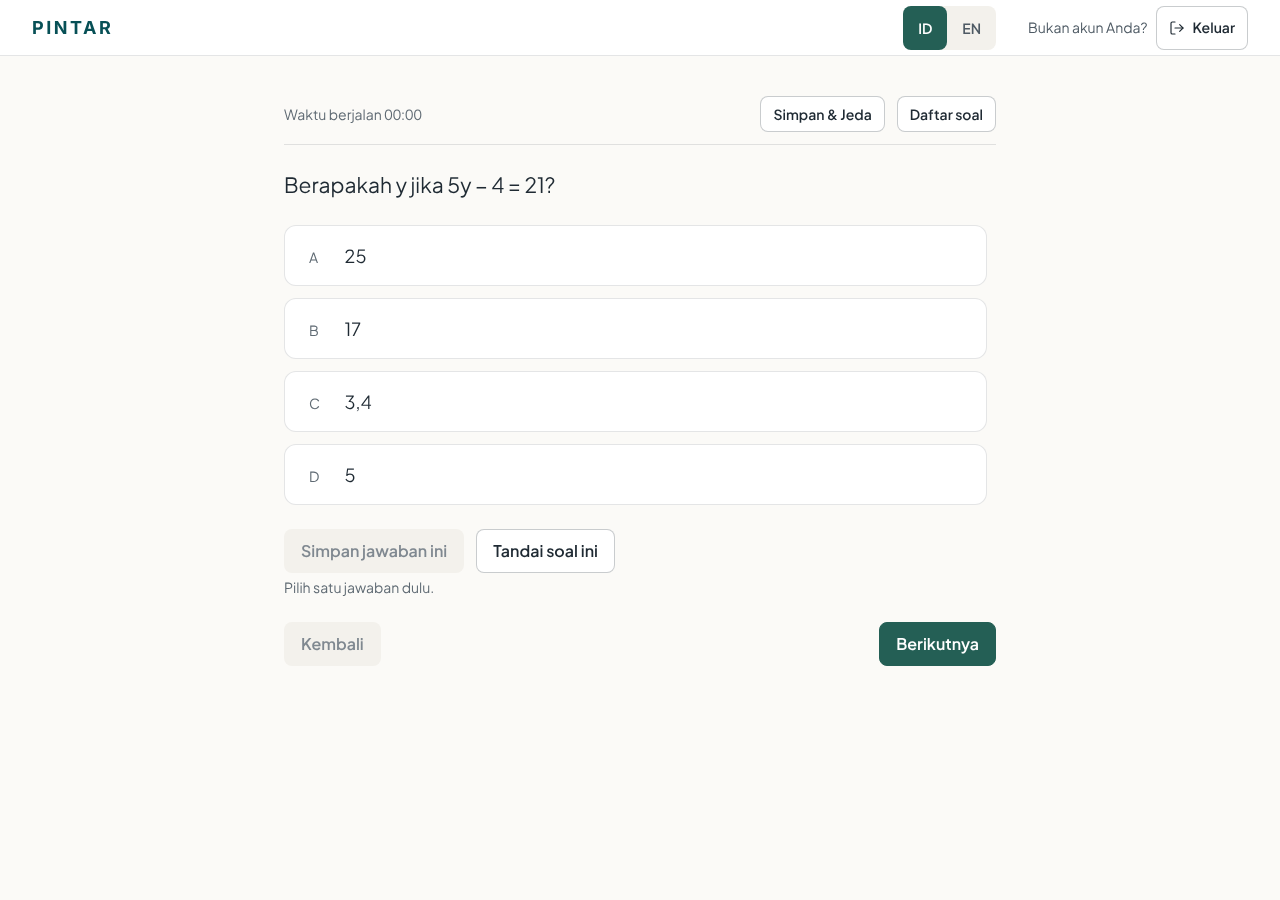 PINTAR
ID EN Bukan akun Anda? Keluar
Waktu berjalan 00:00 Simpan & Jeda Daftar soal
Berapakah y jika 5y – 4 = 21?
A 25
B 17
C 3,4
D 5
Simpan jawaban ini Tandai soal ini
Pilih satu jawaban dulu.
Kembali Berikutnya